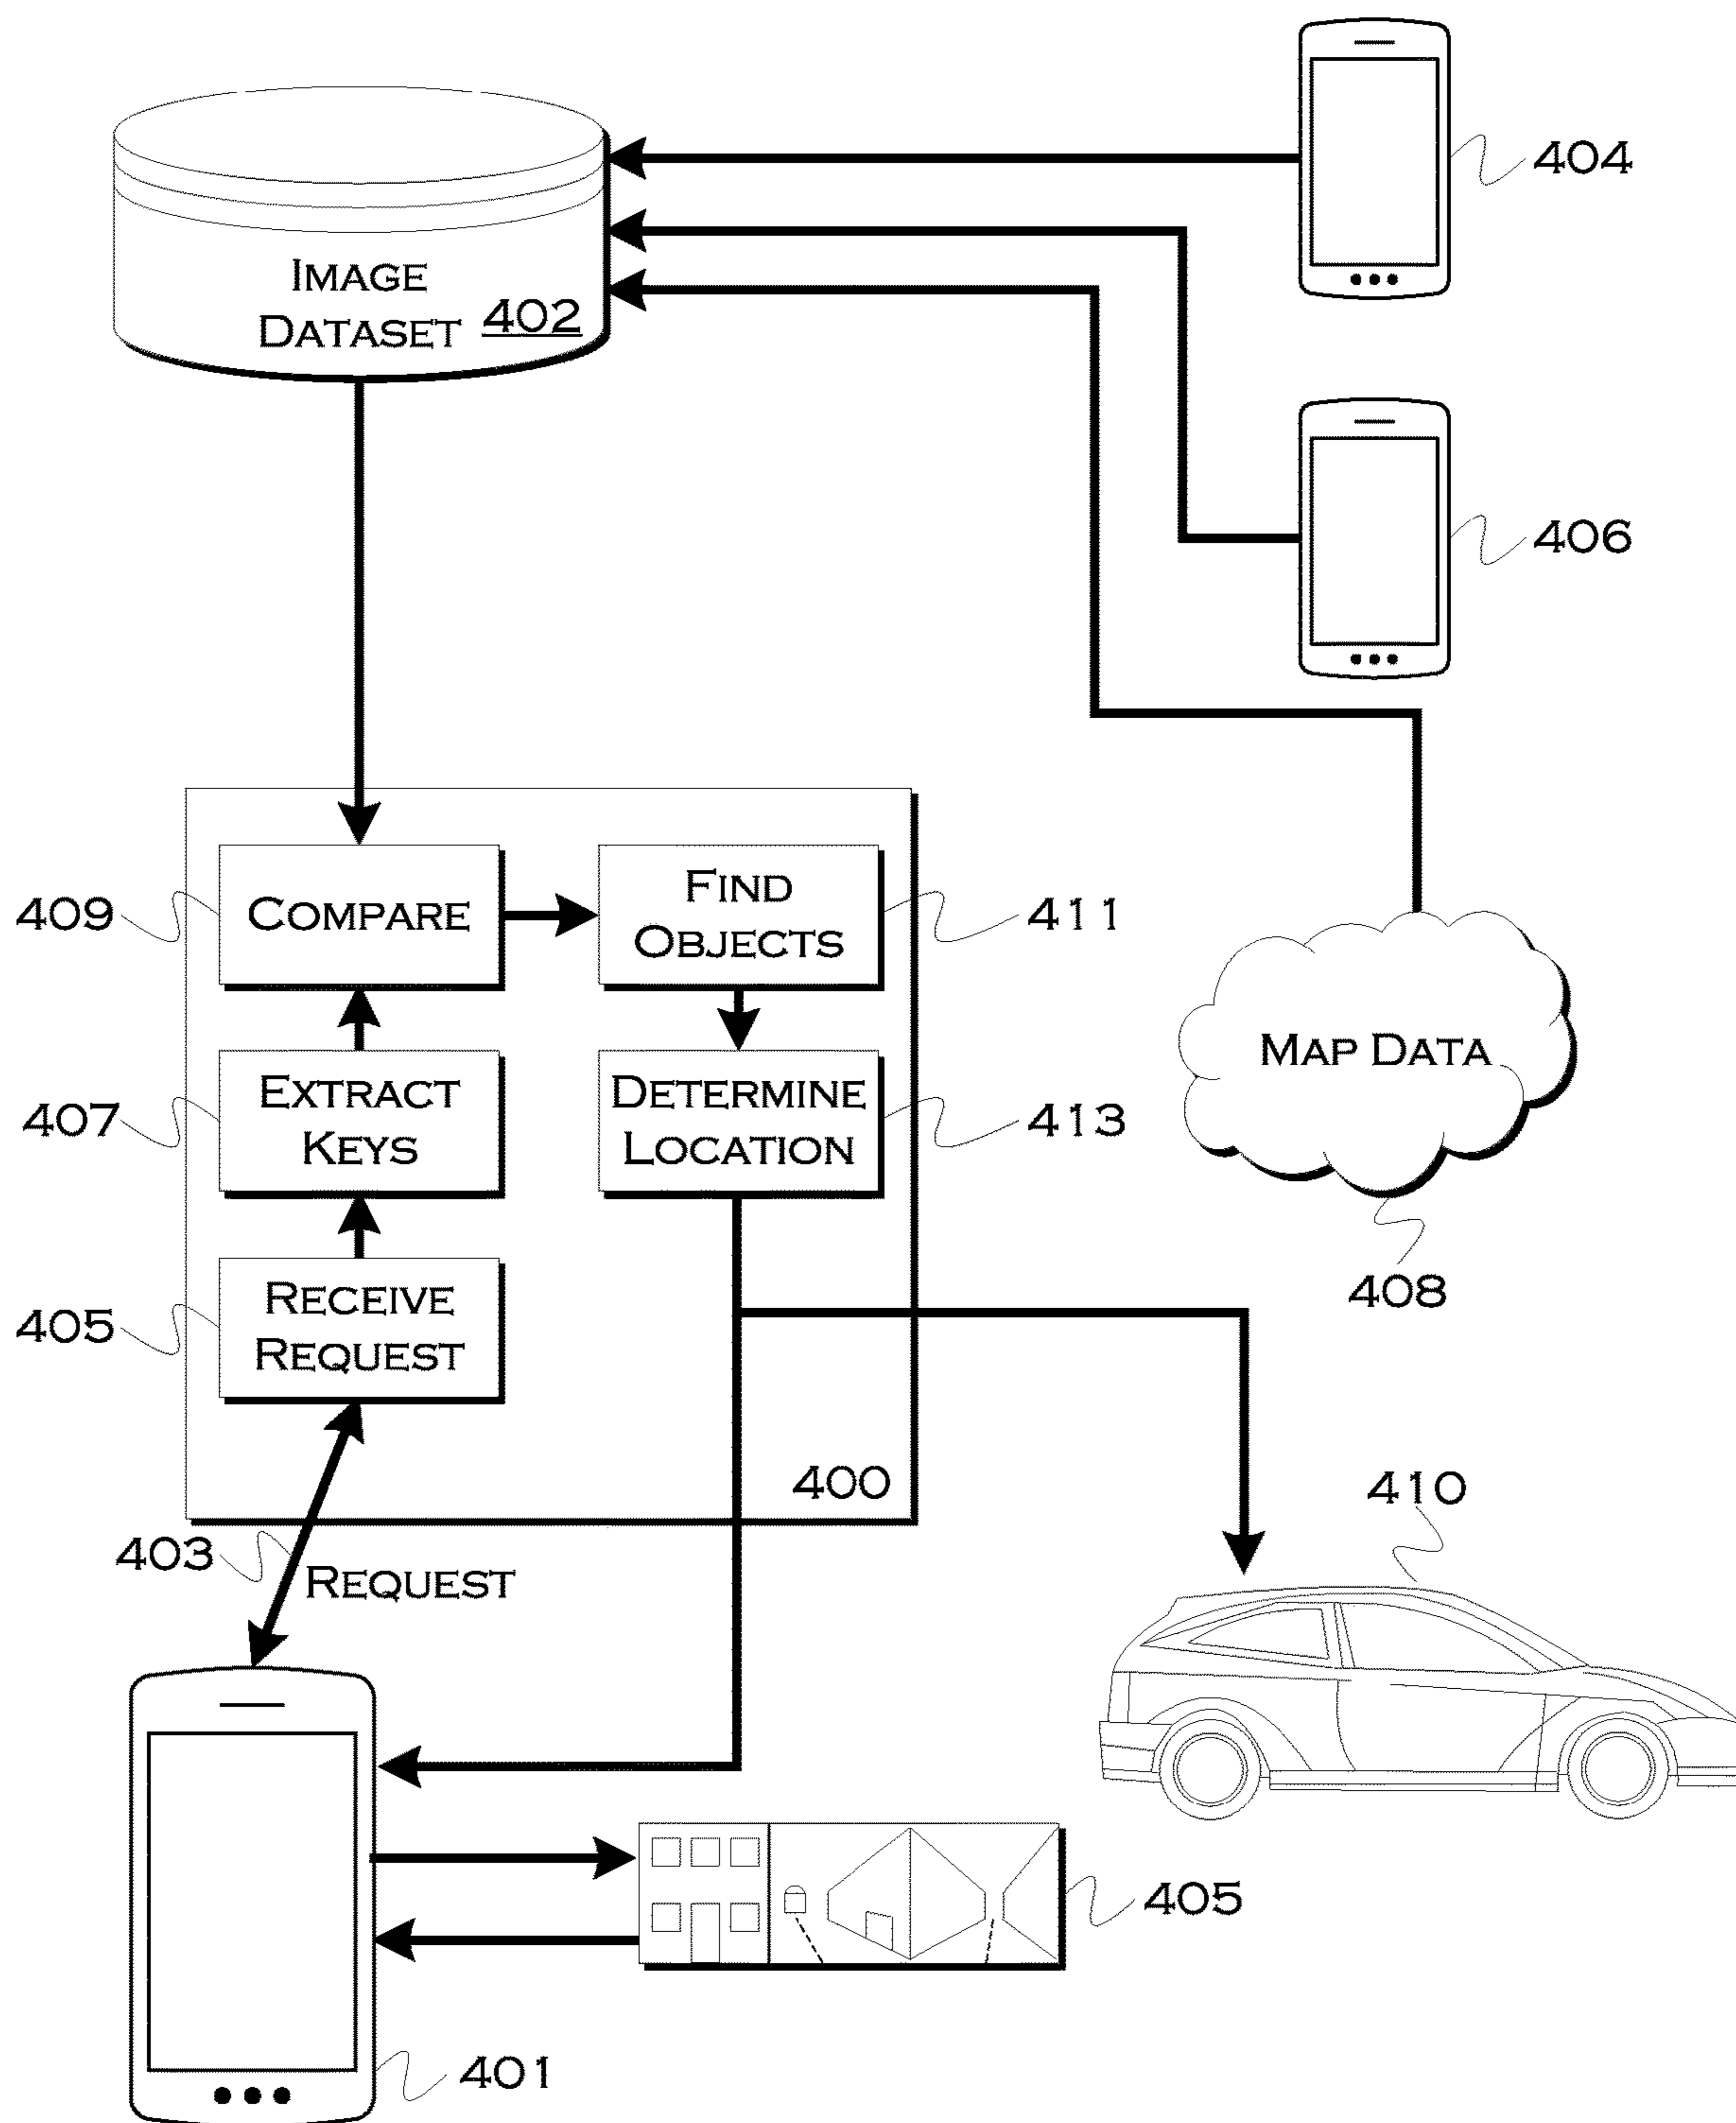 404
IMAGE
DATASET 402
406
COMPARE
FIND
OBJECTS
409
411
MAP DATA
EXTRACT
KEYS
DETERMINE
LOCATION
407
413
408
RECEIVE
REQUEST
405
400
410
403
REQUEST
405
401